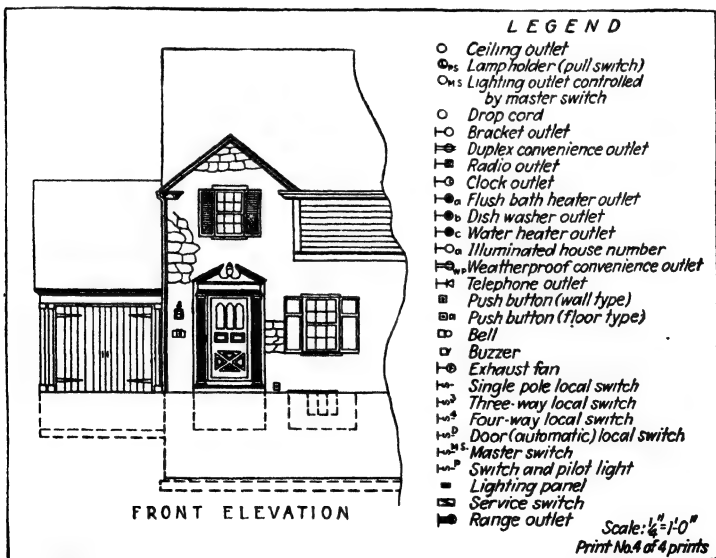 LEGEND
Ceiling outlet
PS Lampholder (pull switch)
MS Lighting outlet controlled
by master switch
Drop cord
Bracket outlet
Duplex convenience outlet
Radio outlet
Clock outlet
a Flush bath heater outlet
b Dish washer outlet
c Water heater outlet
a Illuminated house number
WP Weatherproof convenience outlet
Telephone outlet
Push button (wall type)
a Push button (floor type)
Bell
Buzzer
Exhaust fan
S Single pole local switch
S3 Three-way local switch
S4 Four-way local switch
SD Door (automatic) local switch
SMS Master switch
SP Switch and pilot light
Lighting panel
Service switch
Range outlet
FRONT ELEVATION
Scale: 1/4"=1'-0"
Print No.4 of 4 prints